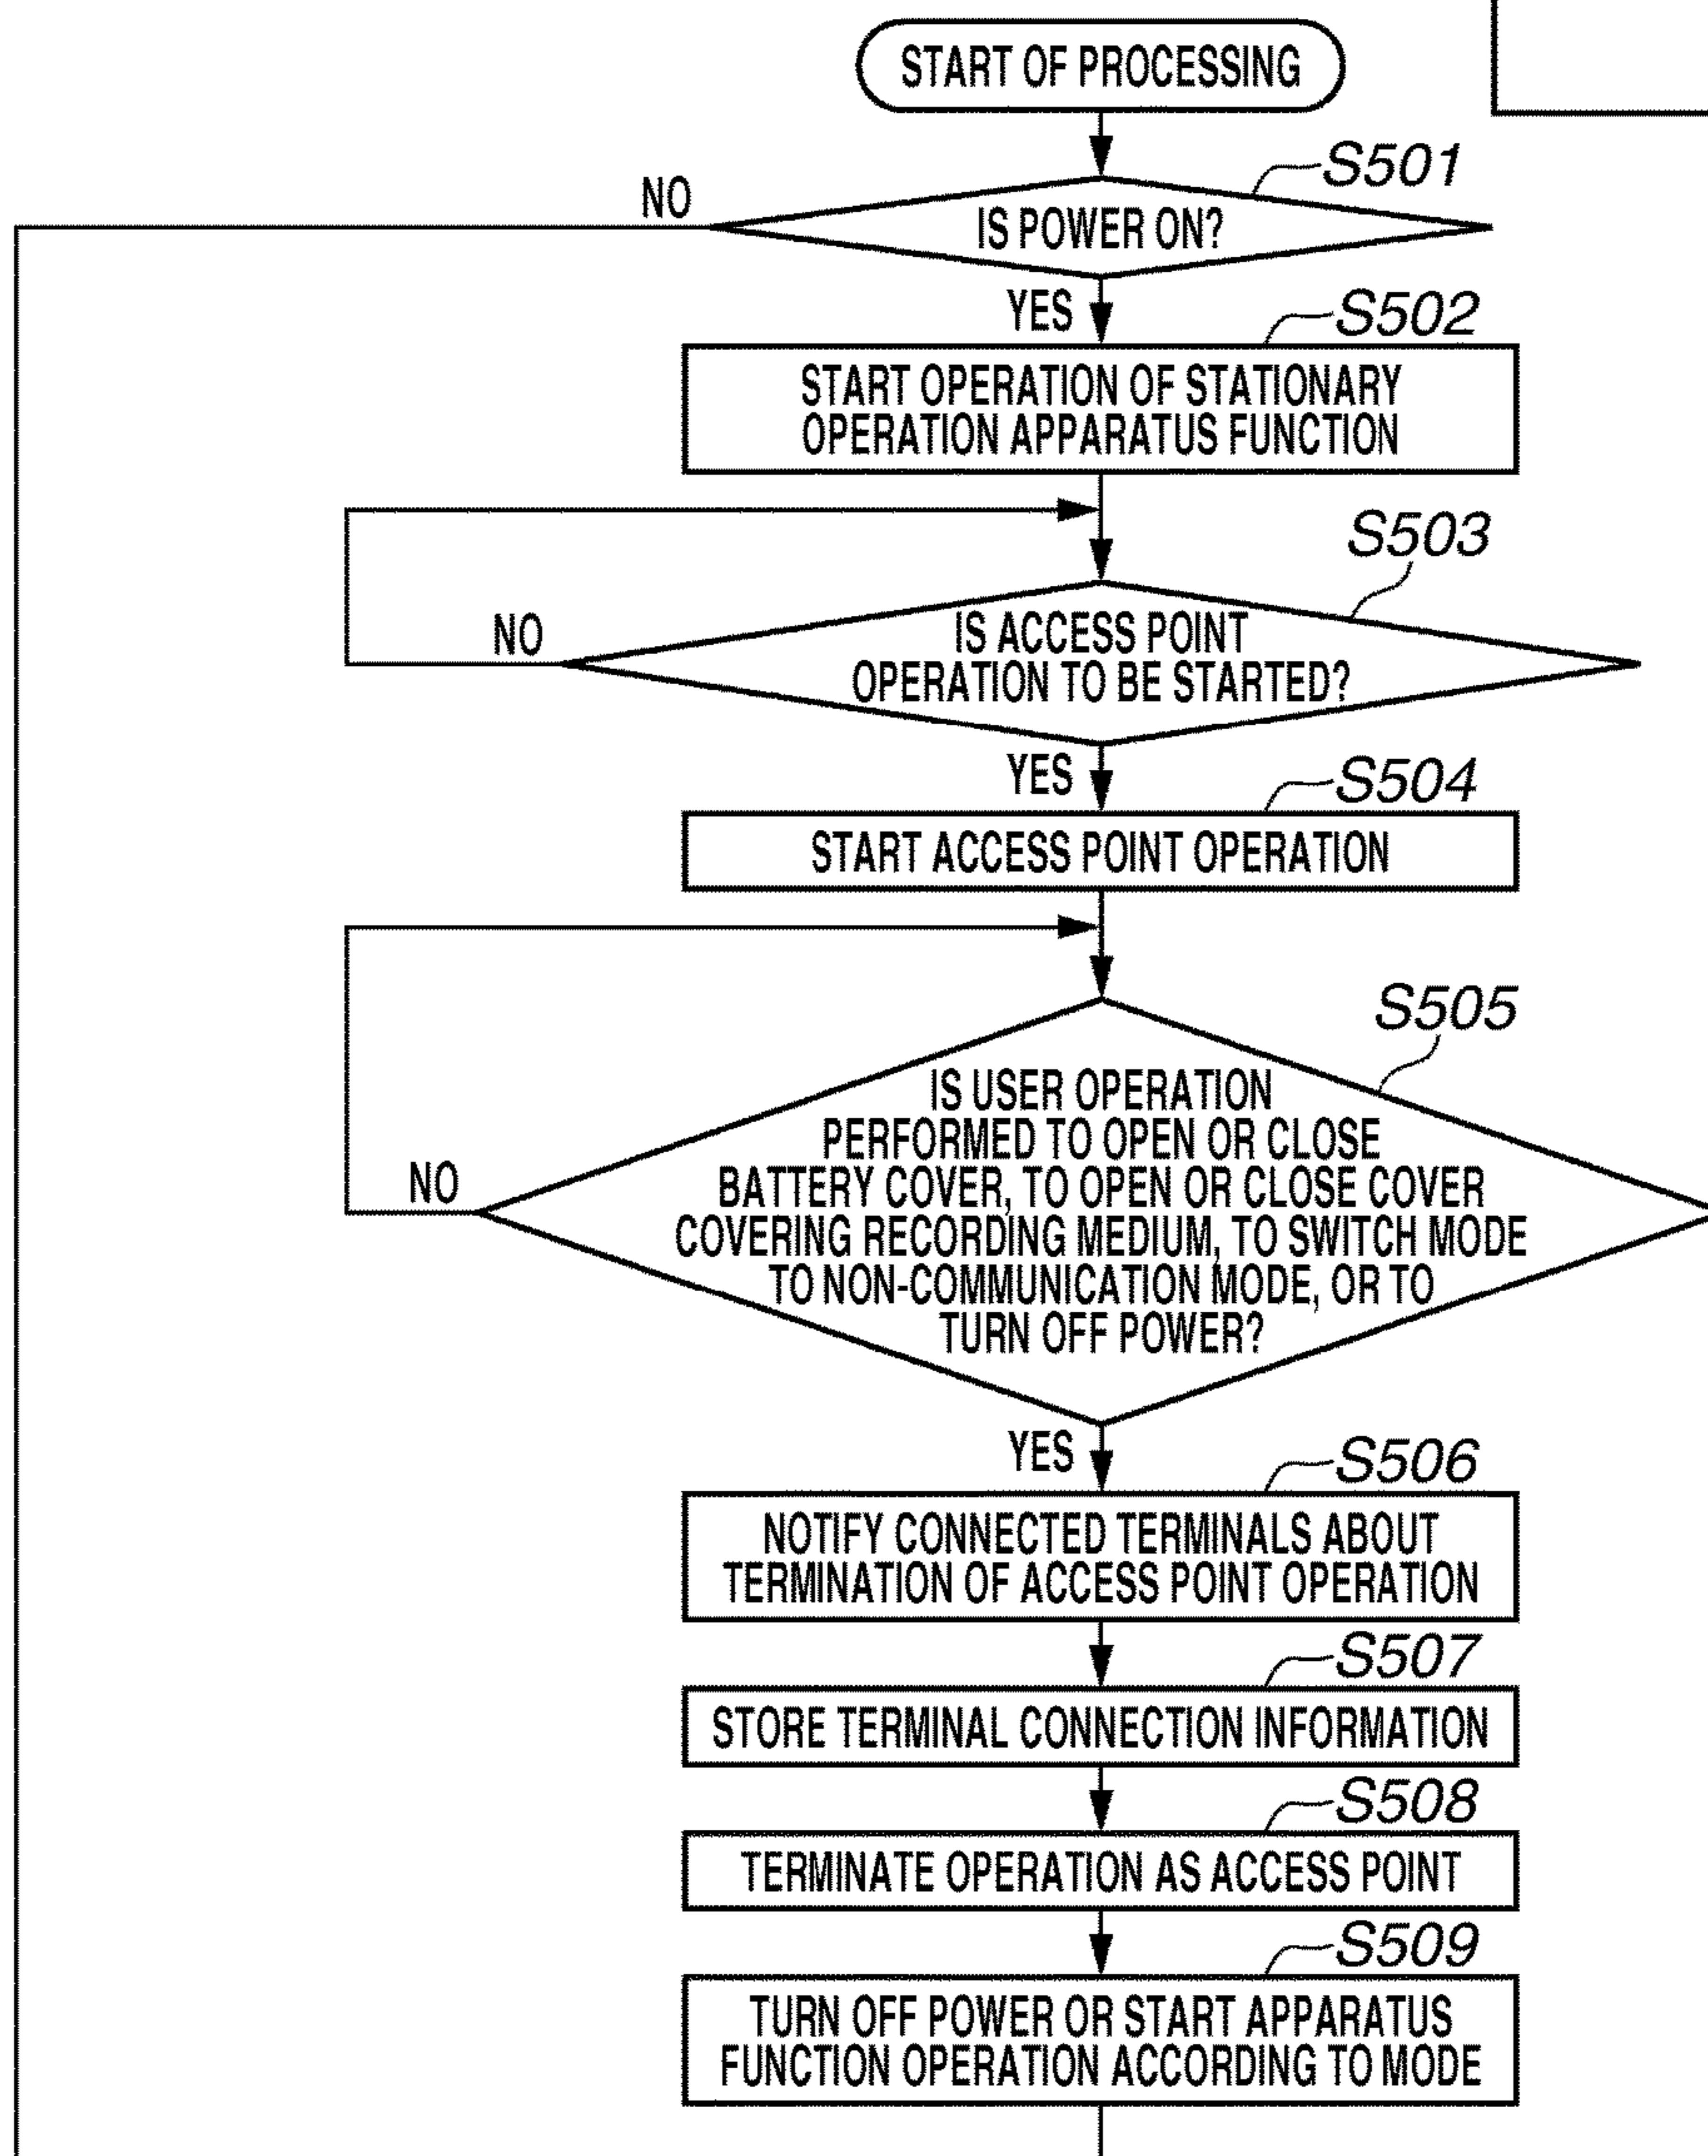 START OF PROCESSING
S501
NO
IS POWER ON?
YES
S502
START OPERATION OF STATIONARY
OPERATION APPARATUS FUNCTION
S503
NO
IS ACCESS POINT
OPERATION TO BE STARTED?
YES
S504
START ACCESS POINT OPERATION
S505
IS USER OPERATION
PERFORMED TO OPEN OR CLOSE
BATTERY COVER, TO OPEN OR CLOSE COVER
COVERING RECORDING MEDIUM, TO SWITCH MODE
TO NON-COMMUNICATION MODE, OR TO
TURN OFF POWER?
NO
YES
S506
NOTIFY CONNECTED TERMINALS ABOUT
TERMINATION OF ACCESS POINT OPERATION
S507
STORE TERMINAL CONNECTION INFORMATION
S508
TERMINATE OPERATION AS ACCESS POINT
S509
TURN OFF POWER OR START APPARATUS
FUNCTION OPERATION ACCORDING TO MODE